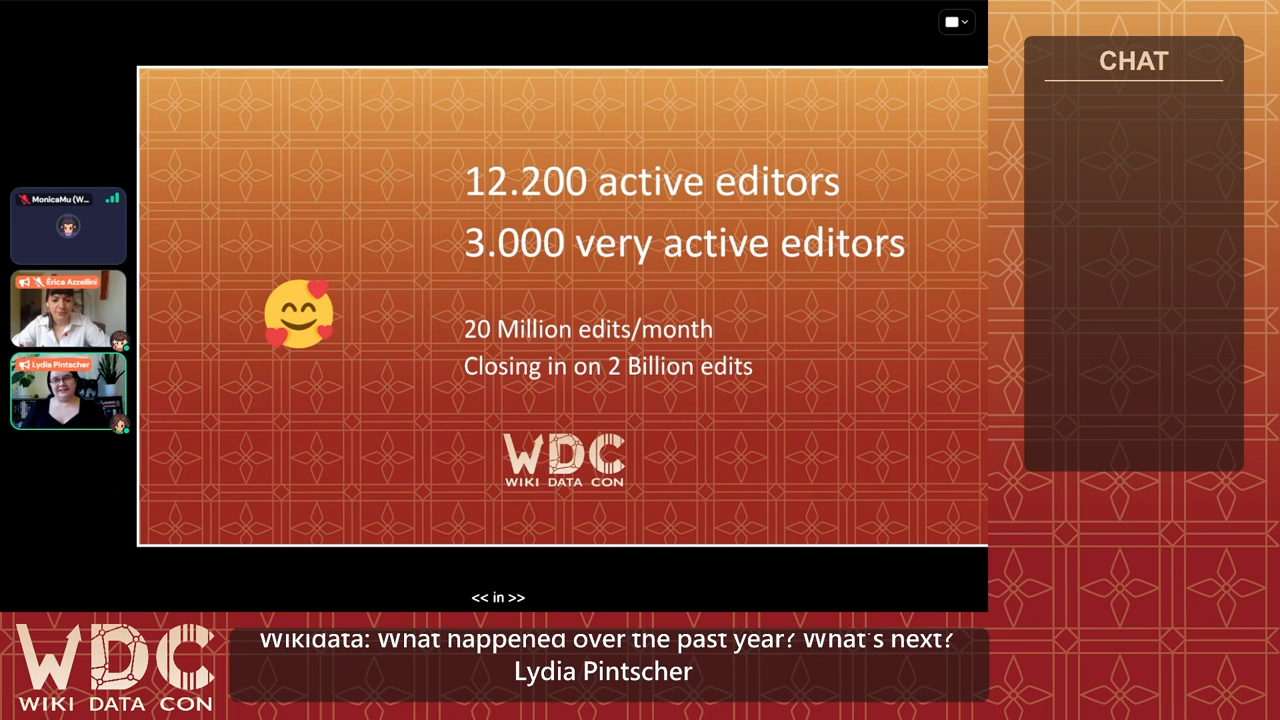 CHAT
12.200 active editors
3.000 very active editors
20 Million edits/month
Closing in on 2 Billion edits
WDC
WIKI DATA CON
MonicaMu (W...
Érica Azzellini
Lydia Pintscher
<< in >>
WDC
WIKI DATA CON
Wikidata: What happened over the past year? What's next?
Lydia Pintscher